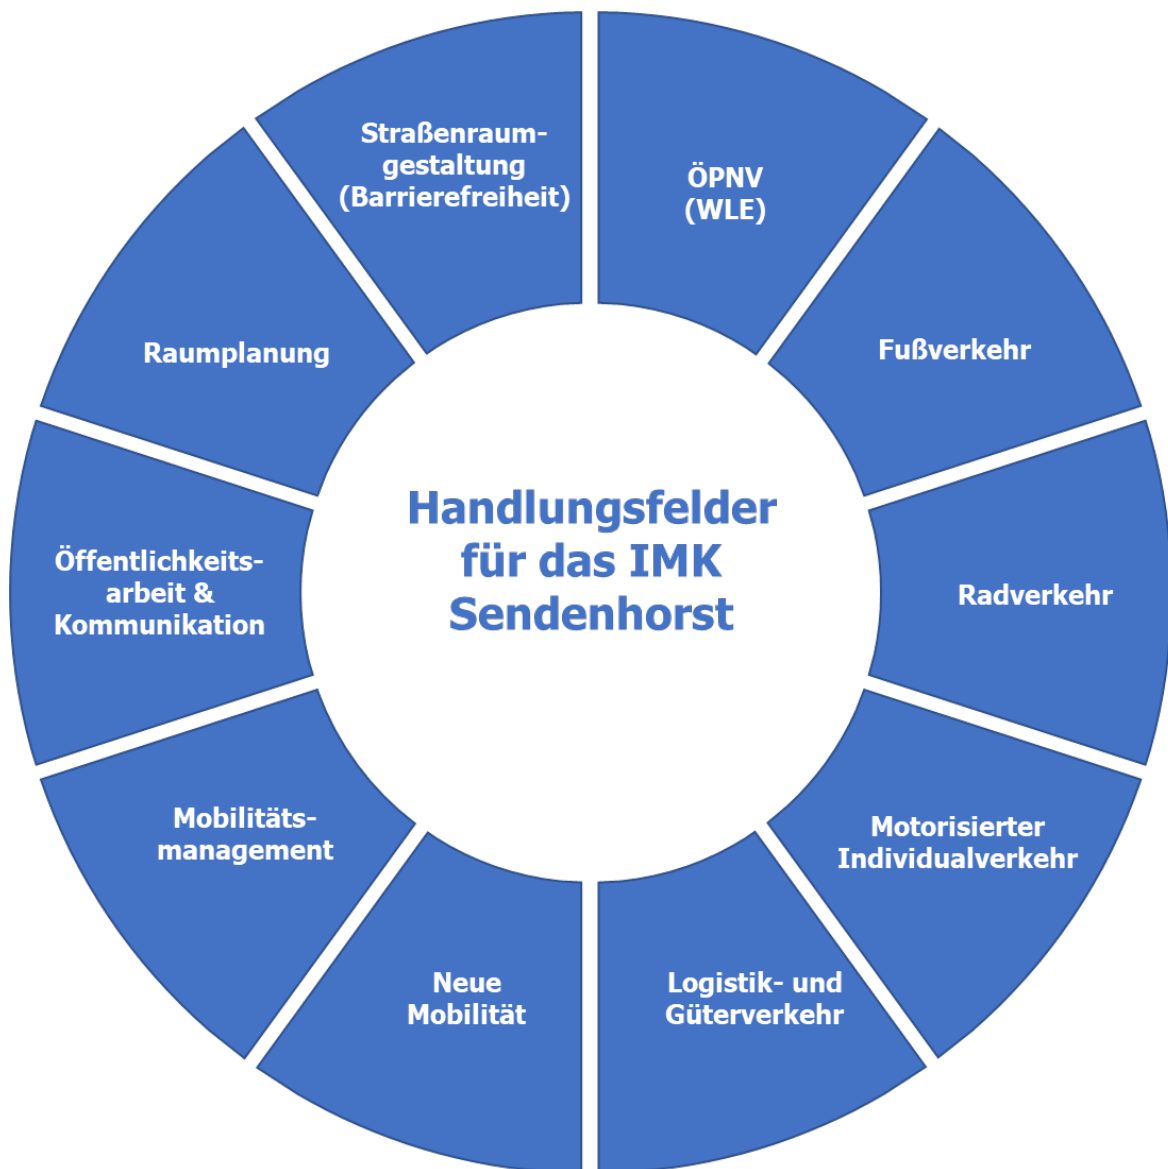 Handlungsfelder
für das IMK
Sendenhorst
ÖPNV
(WLE)
Fußverkehr
Radverkehr
Motorisierter
Individualverkehr
Logistik- und
Güterverkehr
Neue
Mobilität
Mobilitäts-
management
Öffentlichkeits-
arbeit &
Kommunikation
Raumplanung
Straßenraum-
gestaltung
(Barrierefreiheit)